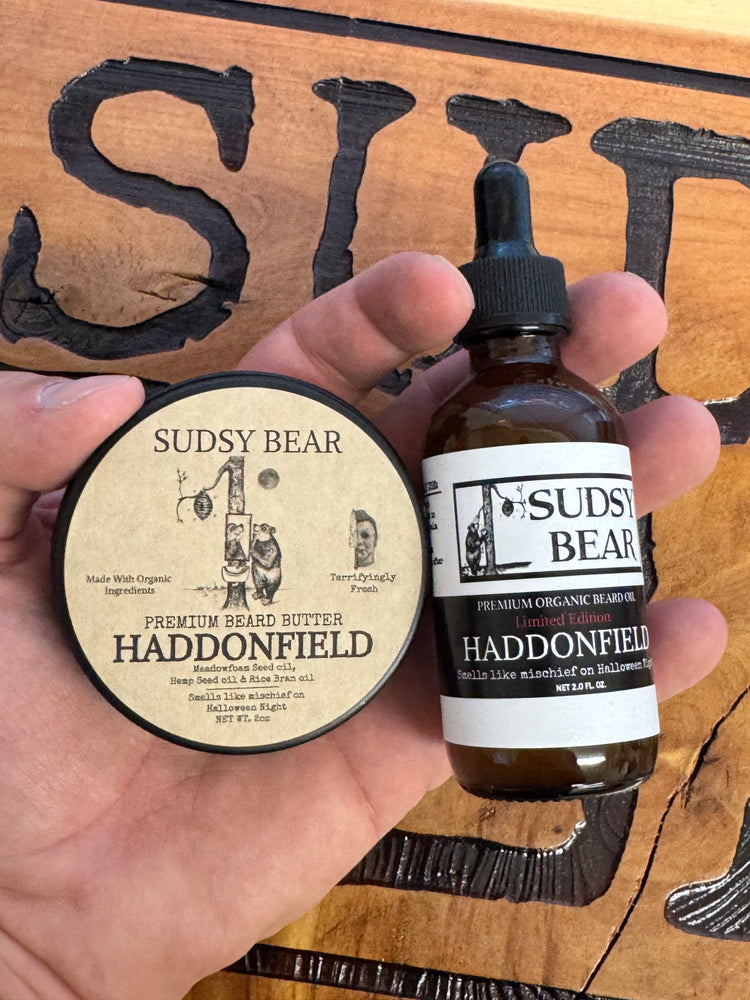 SUD
SUDSY BEAR
Made With Organic
Ingredients
Terrifyingly
Fresh
PREMIUM BEARD BUTTER
HADDONFIELD
Meadowfoam Seed oil,
Hemp Seed oil & Rice Bran oil
Smells like mischief on
Halloween Night
NET WT. 2oz
SUDSY
BEAR
PREMIUM ORGANIC BEARD OIL
Limited Edition
HADDONFIELD
Smells like mischief on Halloween Night
NET 2.0 FL. OZ.